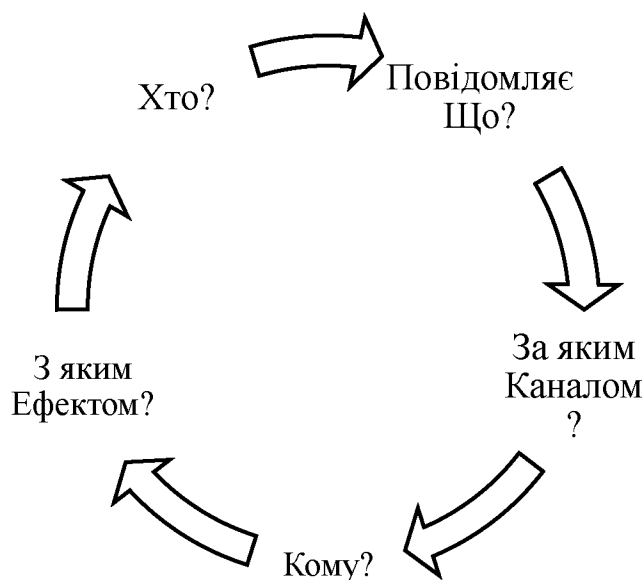 Хто?
Повідомляє
Що?
За яким
Каналом
?
Кому?
З яким
Ефектом?